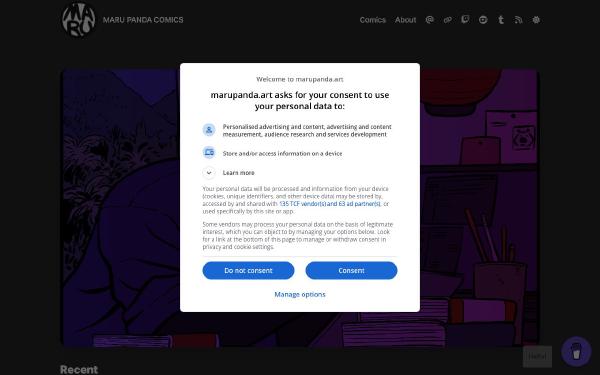 MARU PANDA COMICS
Comics
About
Welcome to marupanda.art
marupanda.art asks for your consent to use
your personal data to:
Personalised advertising and content, advertising and content
measurement, audience research and services development
Store and/or access information on a device
Learn more
Your personal data will be processed and information from your device
(cookies, unique identifiers, and other device data) may be stored by,
accessed by and shared with 135 TCF vendor(s) and 63 ad partner(s), or
used specifically by this site or app.
Some vendors may process your personal data on the basis of legitimate
interest, which you can object to by managing your options below. Look
for a link at the bottom of this page to manage or withdraw consent in
privacy and cookie settings.
Do not consent
Consent
Manage options
Hello!
Recent